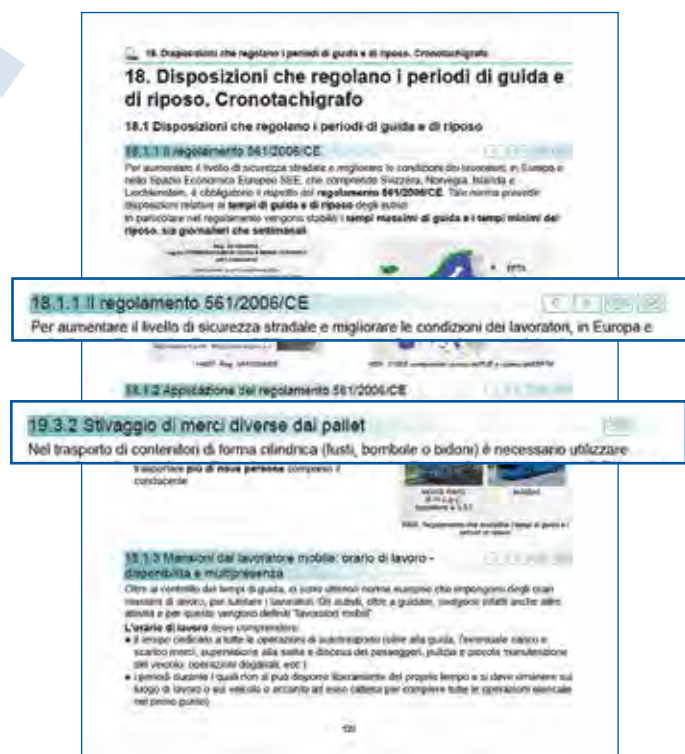 18. Disposizioni che regolano i periodi di guida e di riposo. Cronotachigrafo
18. Disposizioni che regolano i periodi di guida e
di riposo. Cronotachigrafo
18.1 Disposizioni che regolano i periodi di guida e di riposo
18.1.1 Il regolamento 561/2006/CE
Per aumentare il livello di sicurezza stradale e migliorare le condizioni dei lavoratori, in Europa e
nello Spazio Economico Europeo SEE, che comprende Svizzera, Norvegia, Islanda e
Liechtenstein, è obbligatorio il rispetto del regolamento 561/2006/CE. Tale norma prevede
disposizioni relative ai tempi di guida e di riposo degli autisti.
In particolare nel regolamento vengono stabiliti i tempi massimi di guida e i tempi minimi del
riposo, sia giornalieri che settimanali.
18.1.1 Il regolamento 561/2006/CE
Per aumentare il livello di sicurezza stradale e migliorare le condizioni dei lavoratori, in Europa e
18.1.2 Applicazione del regolamento 561/2006/CE
19.3.2 Stivaggio di merci diverse dai pallet
Nel trasporto di contenitori di forma cilindrica (fusti, bombole o bidoni) è necessario utilizzare
trasportare più di nove persone compreso il
conducente
18.1.3 Mansioni del lavoratore mobile: orario di lavoro -
disponibilità e multipresenza
Oltre al controllo dei tempi di guida, ci sono ulteriori norme europee che impongono degli orari
massimi di lavoro, per tutelare i lavoratori. Gli autisti, oltre a guidare, svolgono infatti anche altre
attività e per questo vengono definiti "lavoratori mobili"
L'orario di lavoro deve comprendere:
● il tempo dedicato a tutte le operazioni di autotrasporto (oltre alla guida, l'eventuale carico e
scarico merci, supervisione alla salita e discesa dei passeggeri, pulizia e piccola manutenzione
del veicolo, operazioni doganali, ecc.)
● i periodi durante i quali non si può disporre liberamente del proprio tempo e si deve rimanere sul
luogo di lavoro o sul veicolo o accanto ad esso (attesa per compiere tutte le operazioni elencate
nel primo punto)